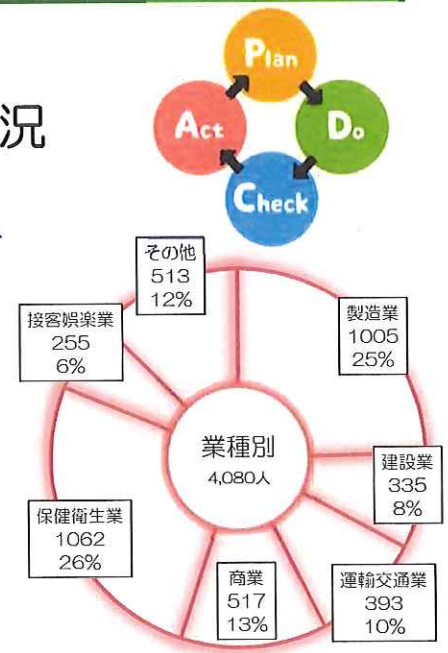 況
Plan
Do
Check
Act
業種別
4,080人
製造業
1005
25%
建設業
335
8%
運輸交通業
393
10%
商業
517
13%
保健衛生業
1062
26%
接客娯楽業
255
6%
その他
513
12%